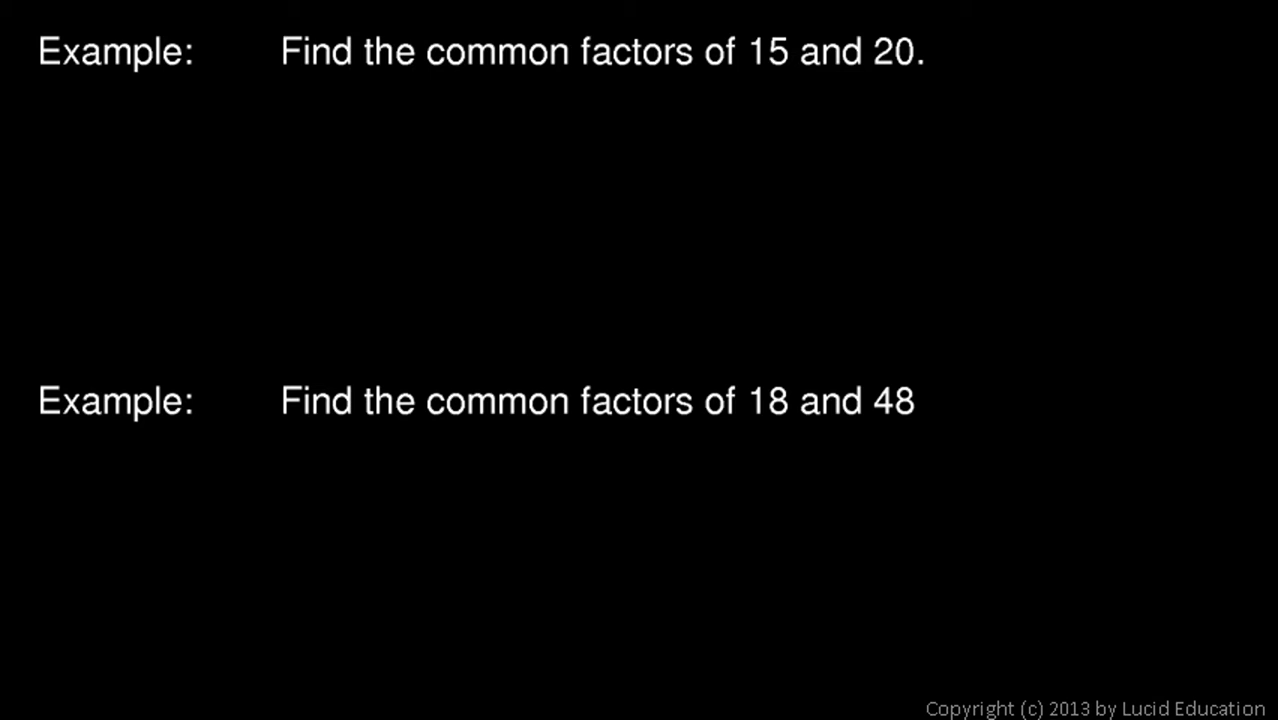 Example: Find the common factors of 15 and 20.
Example: Find the common factors of 18 and 48
Copyright (c) 2013 by Lucid Education